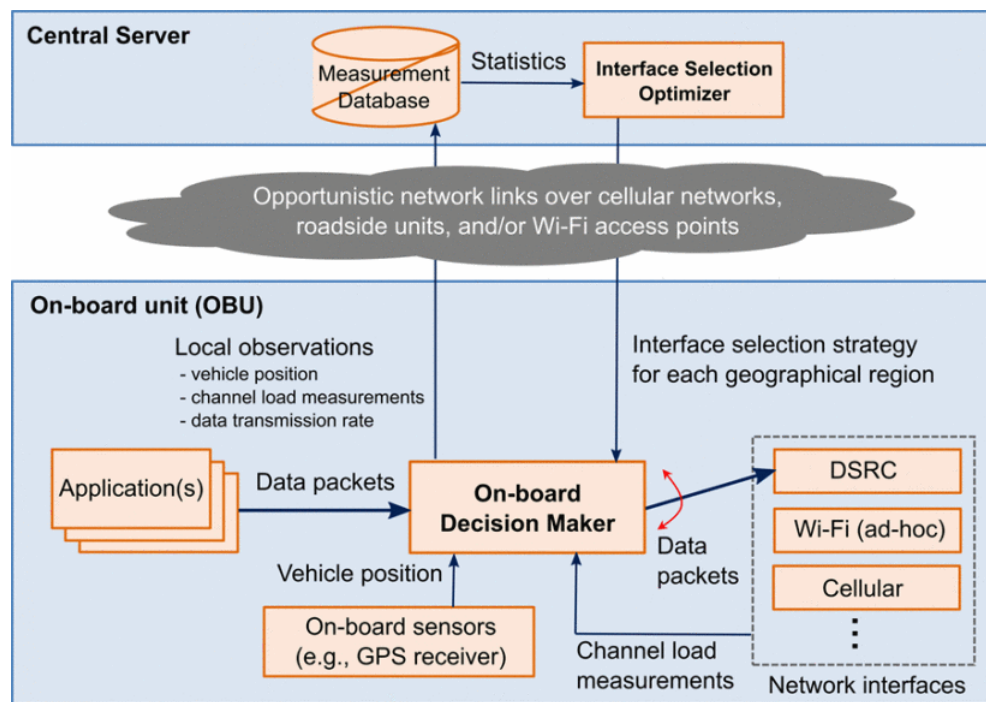 Central Server
Measurement
Database
Statistics
Interface Selection
Optimizer
Opportunistic network links over cellular networks,
roadside units, and/or Wi-Fi access points
On-board unit (OBU)
Local observations
- vehicle position
- channel load measurements
- data transmission rate
Interface selection strategy
for each geographical region
Application(s)
Data packets
On-board
Decision Maker
Data
packets
DSRC
Wi-Fi (ad-hoc)
Cellular
Vehicle position
On-board sensors
(e.g., GPS receiver)
Channel load
measurements
Network interfaces